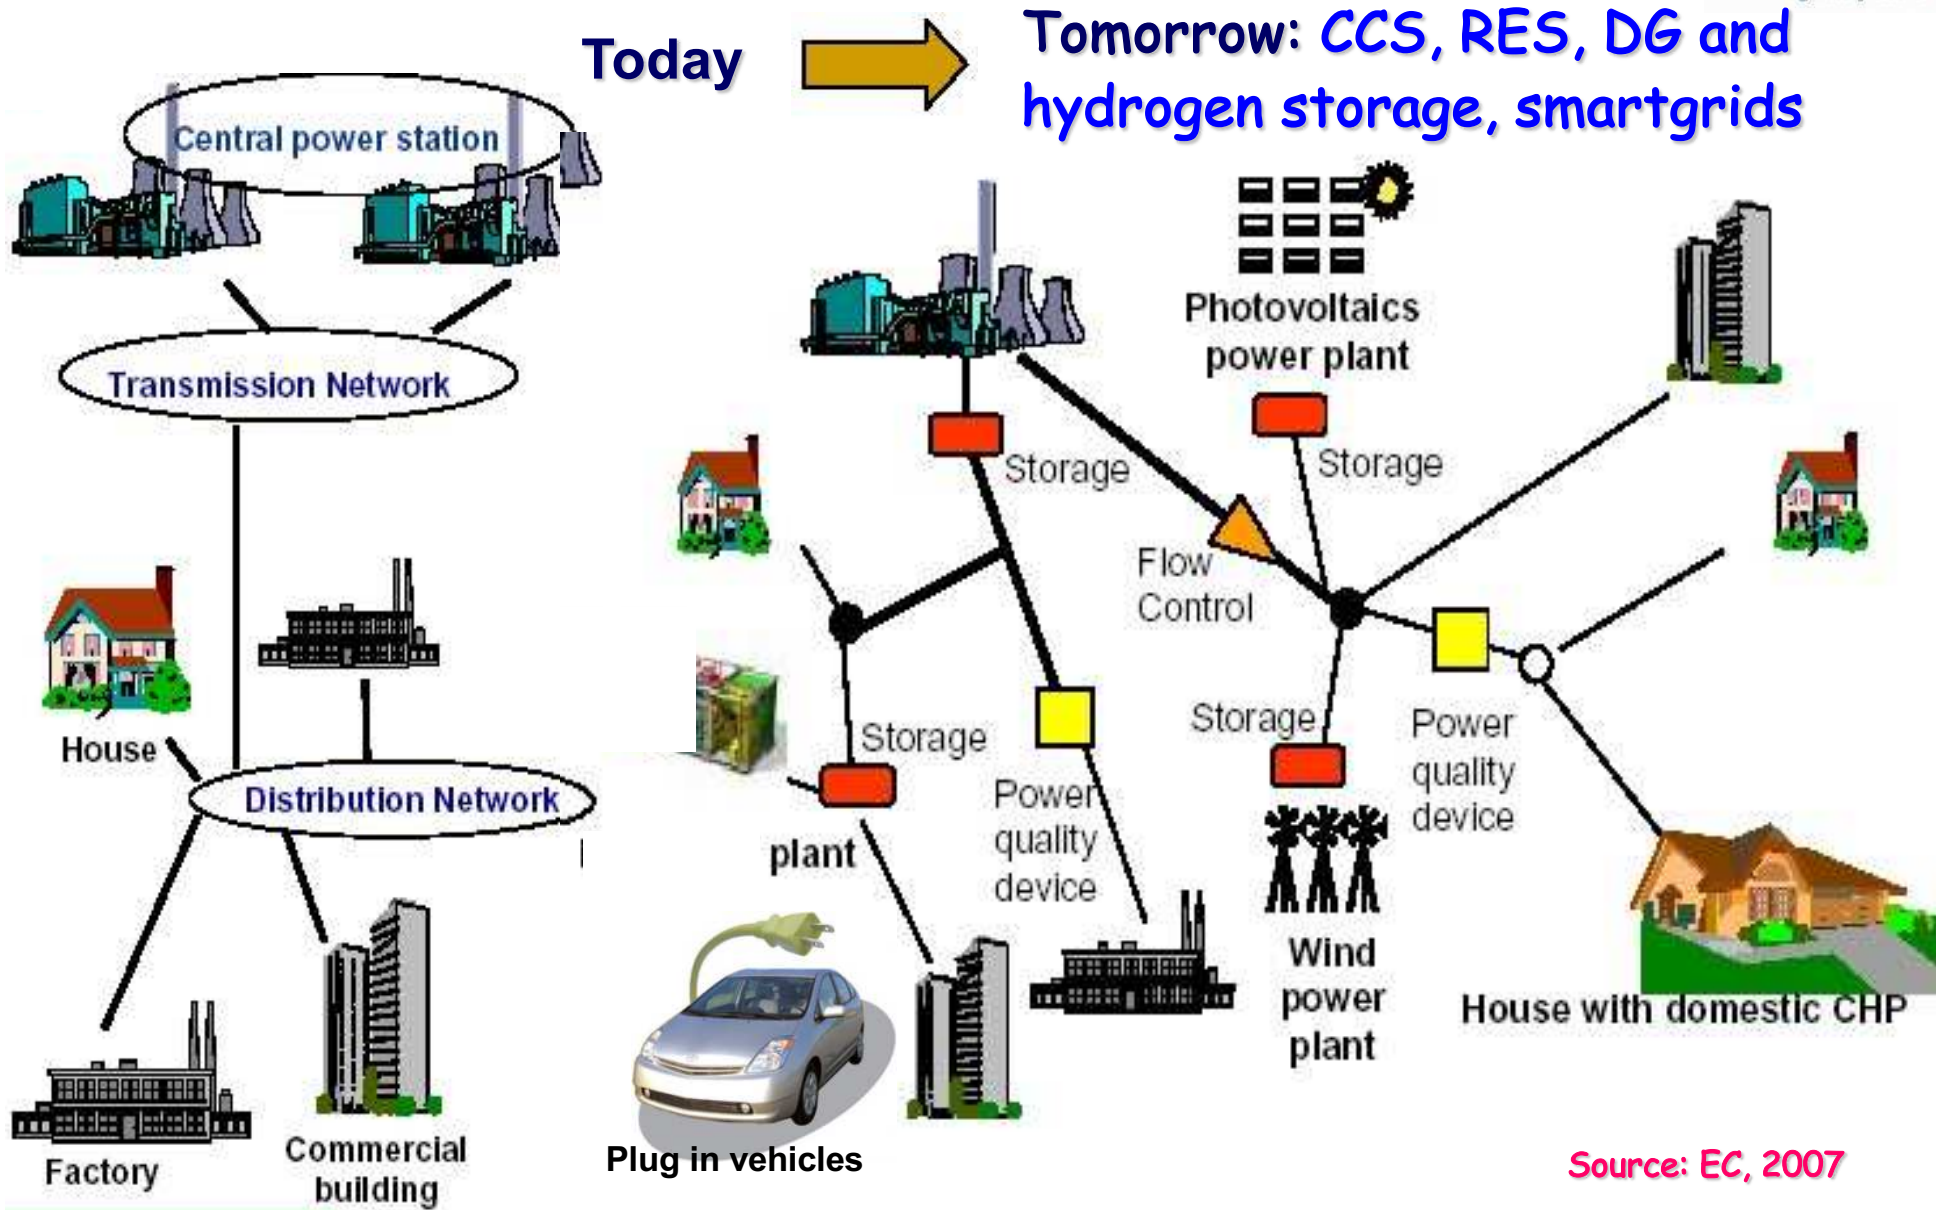 Today
Tomorrow: CCS, RES, DG and
hydrogen storage, smartgrids
Central power station
Transmission Network
House
Distribution Network
Factory
Commercial
building
Photovoltaics
power plant
Storage
Storage
Flow
Control
Storage
Storage
Power
quality
device
Power
quality
device
plant
Wind
power
plant
House with domestic CHP
Plug in vehicles
Source: EC, 2007